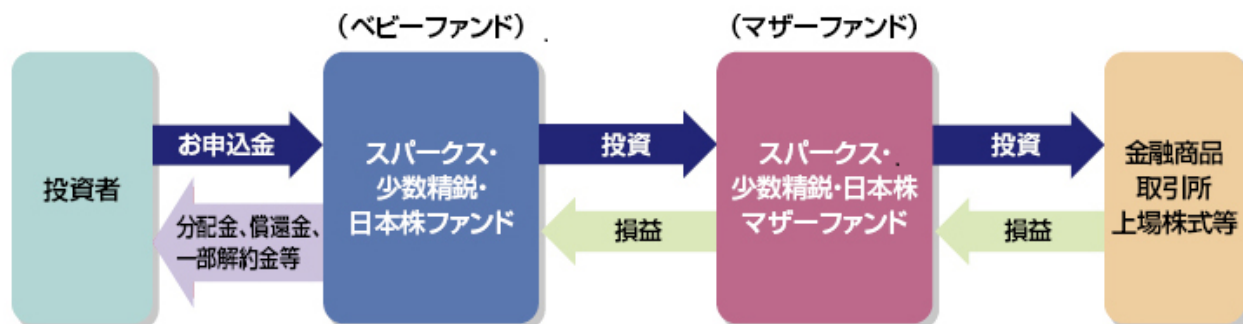 (ベビーファンド)
(マザーファンド)
投資者
お申込金
分配金、償還金、
一部解約金等
スパークス・
少数精鋭・
日本株ファンド
投資
損益
スパークス・
少数精鋭・日本株
マザーファンド
投資
損益
金融商品
取引所
上場株式等